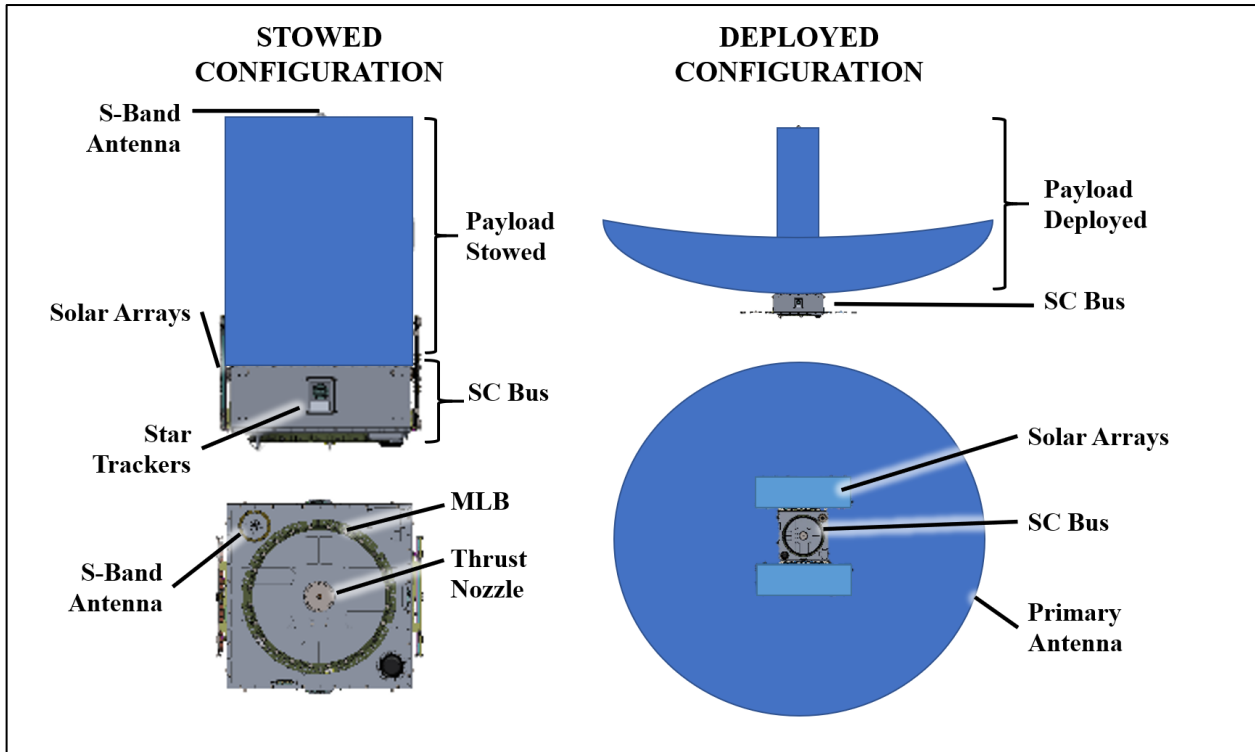 STOWED
CONFIGURATION
S-Band
Antenna
Payload
Stowed
Solar Arrays
SC Bus
Star
Trackers
MLB
S-Band
Antenna
Thrust
Nozzle
DEPLOYED
CONFIGURATION
Payload
Deployed
SC Bus
Solar Arrays
SC Bus
Primary
Antenna